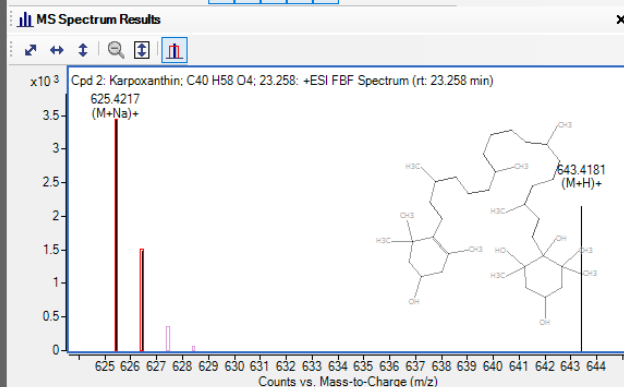 MS Spectrum Results
x10 3
Cpd 2: Karpoxanthin; C40 H58 O4; 23.258: +ESI FBF Spectrum (rt: 23.258 min)
625.4217
(M+Na)+
643.4181
(M+H)+
3.5
3
2.5
2
1.5
1
0.5
0
CH3
H3C
CH3
H3C
CH3
H3C
CH3
OH
HO
OH
CH3
H3C
CH3
OH
625 626 627 628 629 630 631 632 633 634 635 636 637 638 639 640 641 642 643 644
Counts vs. Mass-to-Charge (m/z)